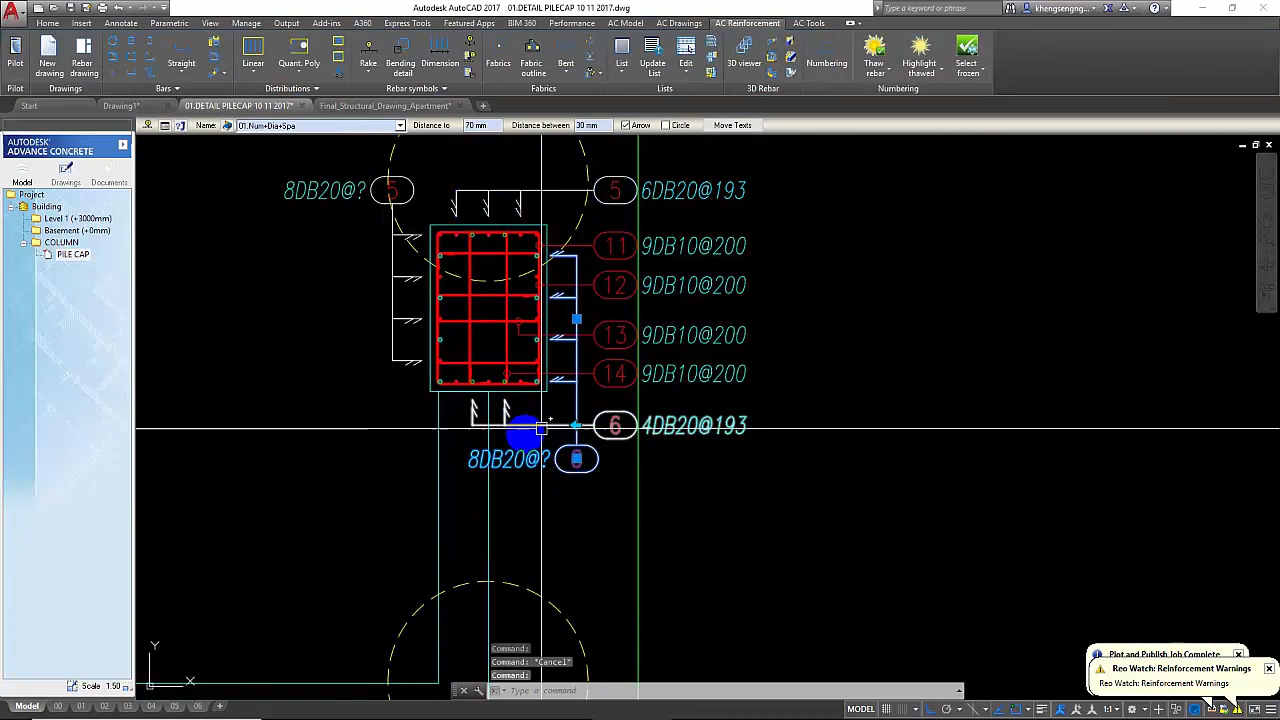 Autodesk AutoCAD 2017 01.DETAIL PILECAP 10 11 2017.dwg
Type a keyword or phrase
khengsengng...
Home Insert Annotate Parametric View Manage Output Add-ins A360 Express Tools Featured Apps BIM 360 Performance AC Model AC Drawings AC Reinforcement AC Tools
Pilot New drawing Rebar drawing Straight Linear Quant. Poly Rake Bending detail Dimension Fabrics Fabric outline Bent List Update List Edit 3D viewer Numbering Thaw rebar Highlight thawed Select frozen
Pilot Drawings Bars Distributions Rebar symbols Fabrics Lists 3D Rebar Numbering
Start Drawing1* 01.DETAIL PILECAP 10 11 2017* Final_Structural_Drawing_Apartment*
Name: 01.Num+Dia+Spa Distance to 70 mm Distance between 30 mm Arrow Circle Move Texts
AUTODESK
ADVANCE CONCRETE
Model Drawings Documents
Project
Building
Level 1 (+3000mm)
Basement (+0mm)
COLUMN
PILE CAP
8DB20@? 5
5 6DB20@193
11 9DB10@200
12 9DB10@200
13 9DB10@200
14 9DB10@200
6 4DB20@193
8DB20@?
Y
X
Command:
Command: *Cancel*
Command:
Type a command
Plot and Publish Job Complete
Reo Watch: Reinforcement Warnings
Reo Watch: Reinforcement Warnings
Scale 1:50
Model 00 01 02 03 04 05 06
MODEL